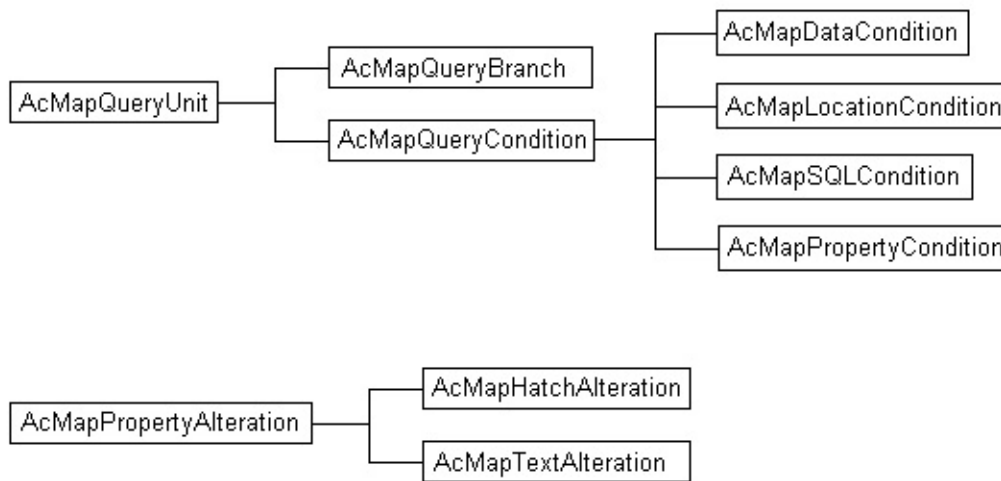 AcMapDataCondition
AcMapQueryBranch
AcMapQueryUnit
AcMapLocationCondition
AcMapQueryCondition
AcMapSQLCondition
AcMapPropertyCondition
AcMapHatchAlteration
AcMapPropertyAlteration
AcMapTextAlteration